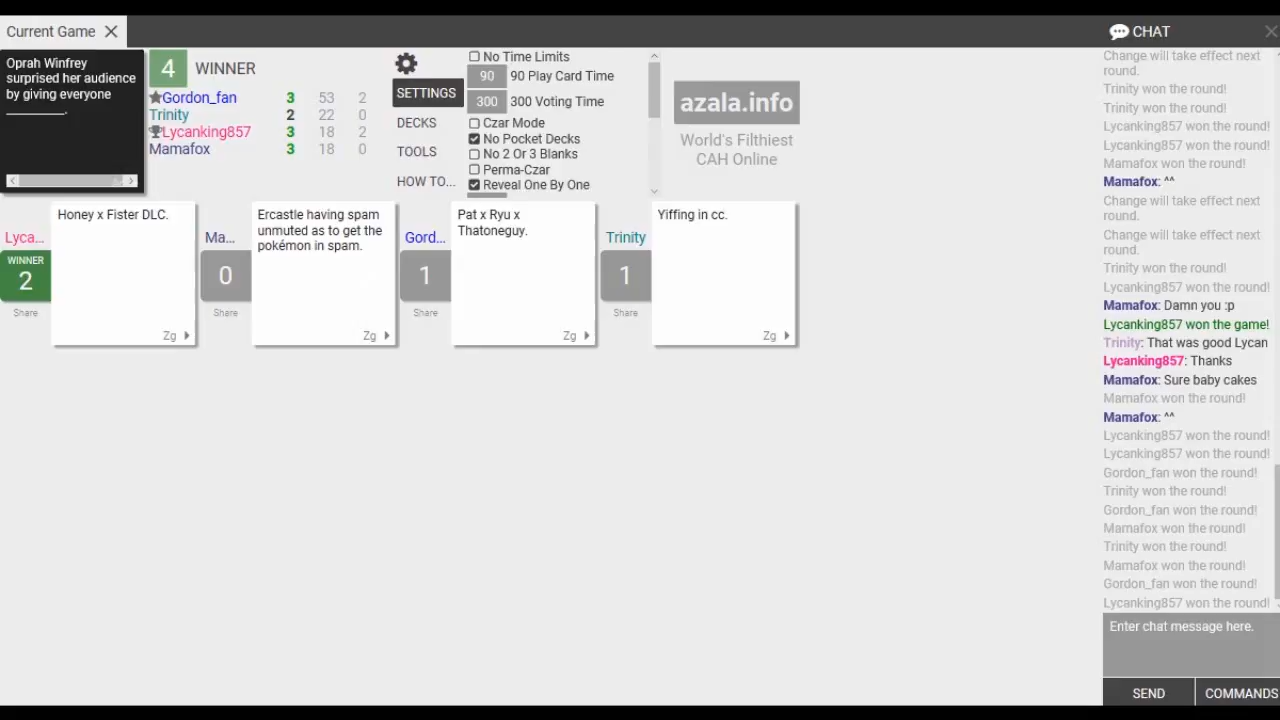 Current Game
Oprah Winfrey
surprised her audience
by giving everyone
________.
4 WINNER
Gordon_fan 3 53 2
Trinity 2 22 0
Lycanking857 3 18 2
Mamafox 3 18 0
SETTINGS
DECKS
TOOLS
HOW TO...
No Time Limits
90 90 Play Card Time
300 300 Voting Time
Czar Mode
No Pocket Decks
No 2 Or 3 Blanks
Perma-Czar
Reveal One By One
azala.info
World's Filthiest
CAH Online
Lyca...
WINNER
2
Share
Honey x Fister DLC.
Zg
Ma...
0
Share
Ercastle having spam
unmuted as to get the
pokémon in spam.
Zg
Gord...
1
Share
Pat x Ryu x
Thatoneguy.
Zg
Trinity
1
Share
Yiffing in cc.
Zg
CHAT
Change will take effect next
round.
Trinity won the round!
Trinity won the round!
Lycanking857 won the round!
Lycanking857 won the round!
Mamafox won the round!
Mamafox: ^^
Change will take effect next
round.
Change will take effect next
round.
Trinity won the round!
Lycanking857 won the round!
Mamafox: Damn you :p
Lycanking857 won the game!
Trinity: That was good Lycan
Lycanking857: Thanks
Mamafox: Sure baby cakes
Mamafox won the round!
Mamafox: ^^
Lycanking857 won the round!
Lycanking857 won the round!
Gordon_fan won the round!
Trinity won the round!
Gordon_fan won the round!
Mamafox won the round!
Trinity won the round!
Mamafox won the round!
Gordon_fan won the round!
Lycanking857 won the round!
Enter chat message here.
SEND
COMMANDS